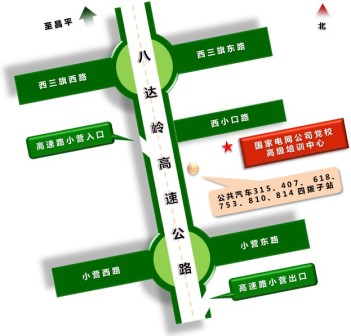 至昌平
北
西三旗西路
西三旗东路
八达岭高速公路
西小口路
高速路小营入口
国家电网公司党校
高级培训中心
公共汽车315、407、618、
753、810、814 四拨子站
小营东路
小营西路
高速路小营出口